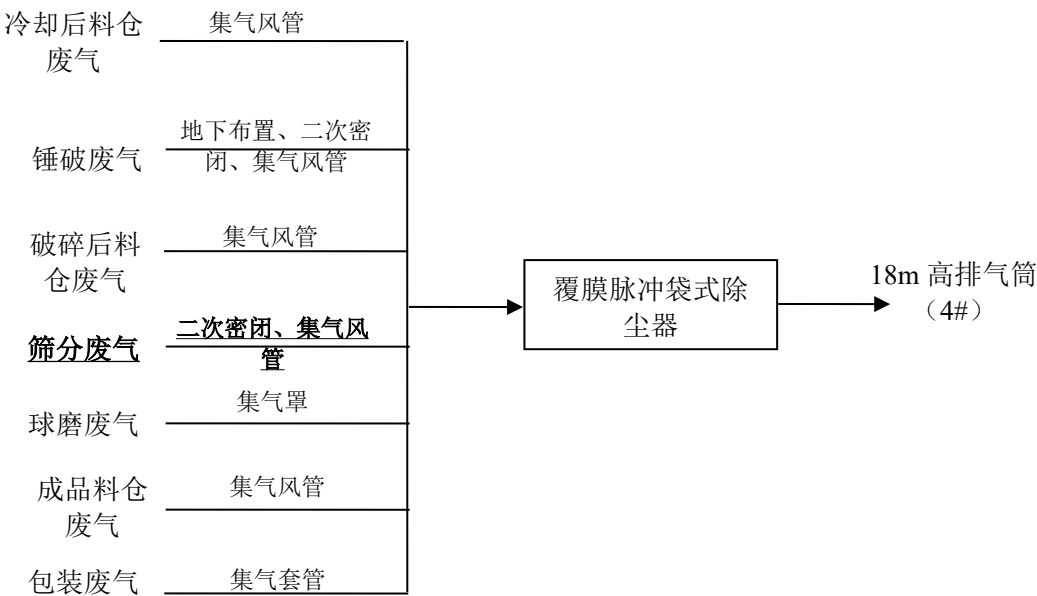 冷却后料仓
废气
集气风管
锤破废气
地下布置、二次密
闭、集气风管
破碎后料
仓废气
集气风管
筛分废气
二次密闭、集气风
管
球磨废气
集气罩
成品料仓
废气
集气风管
包装废气
集气套管
覆膜脉冲袋式除
尘器
18m 高排气筒
（4#）